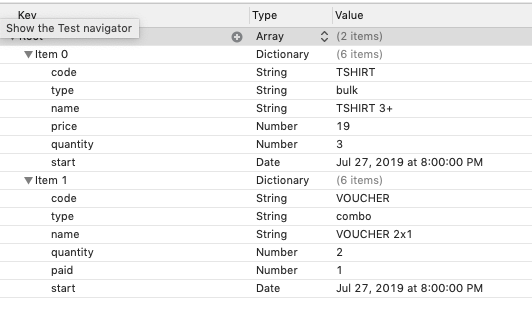 Key Type Value
Show the Test navigator
Array (2 items)
Item 0 Dictionary (6 items)
code String TSHIRT
type String bulk
name String TSHIRT 3+
price Number 19
quantity Number 3
start Date Jul 27, 2019 at 8:00:00 PM
Item 1 Dictionary (6 items)
code String VOUCHER
type String combo
name String VOUCHER 2x1
quantity Number 2
paid Number 1
start Date Jul 27, 2019 at 8:00:00 PM